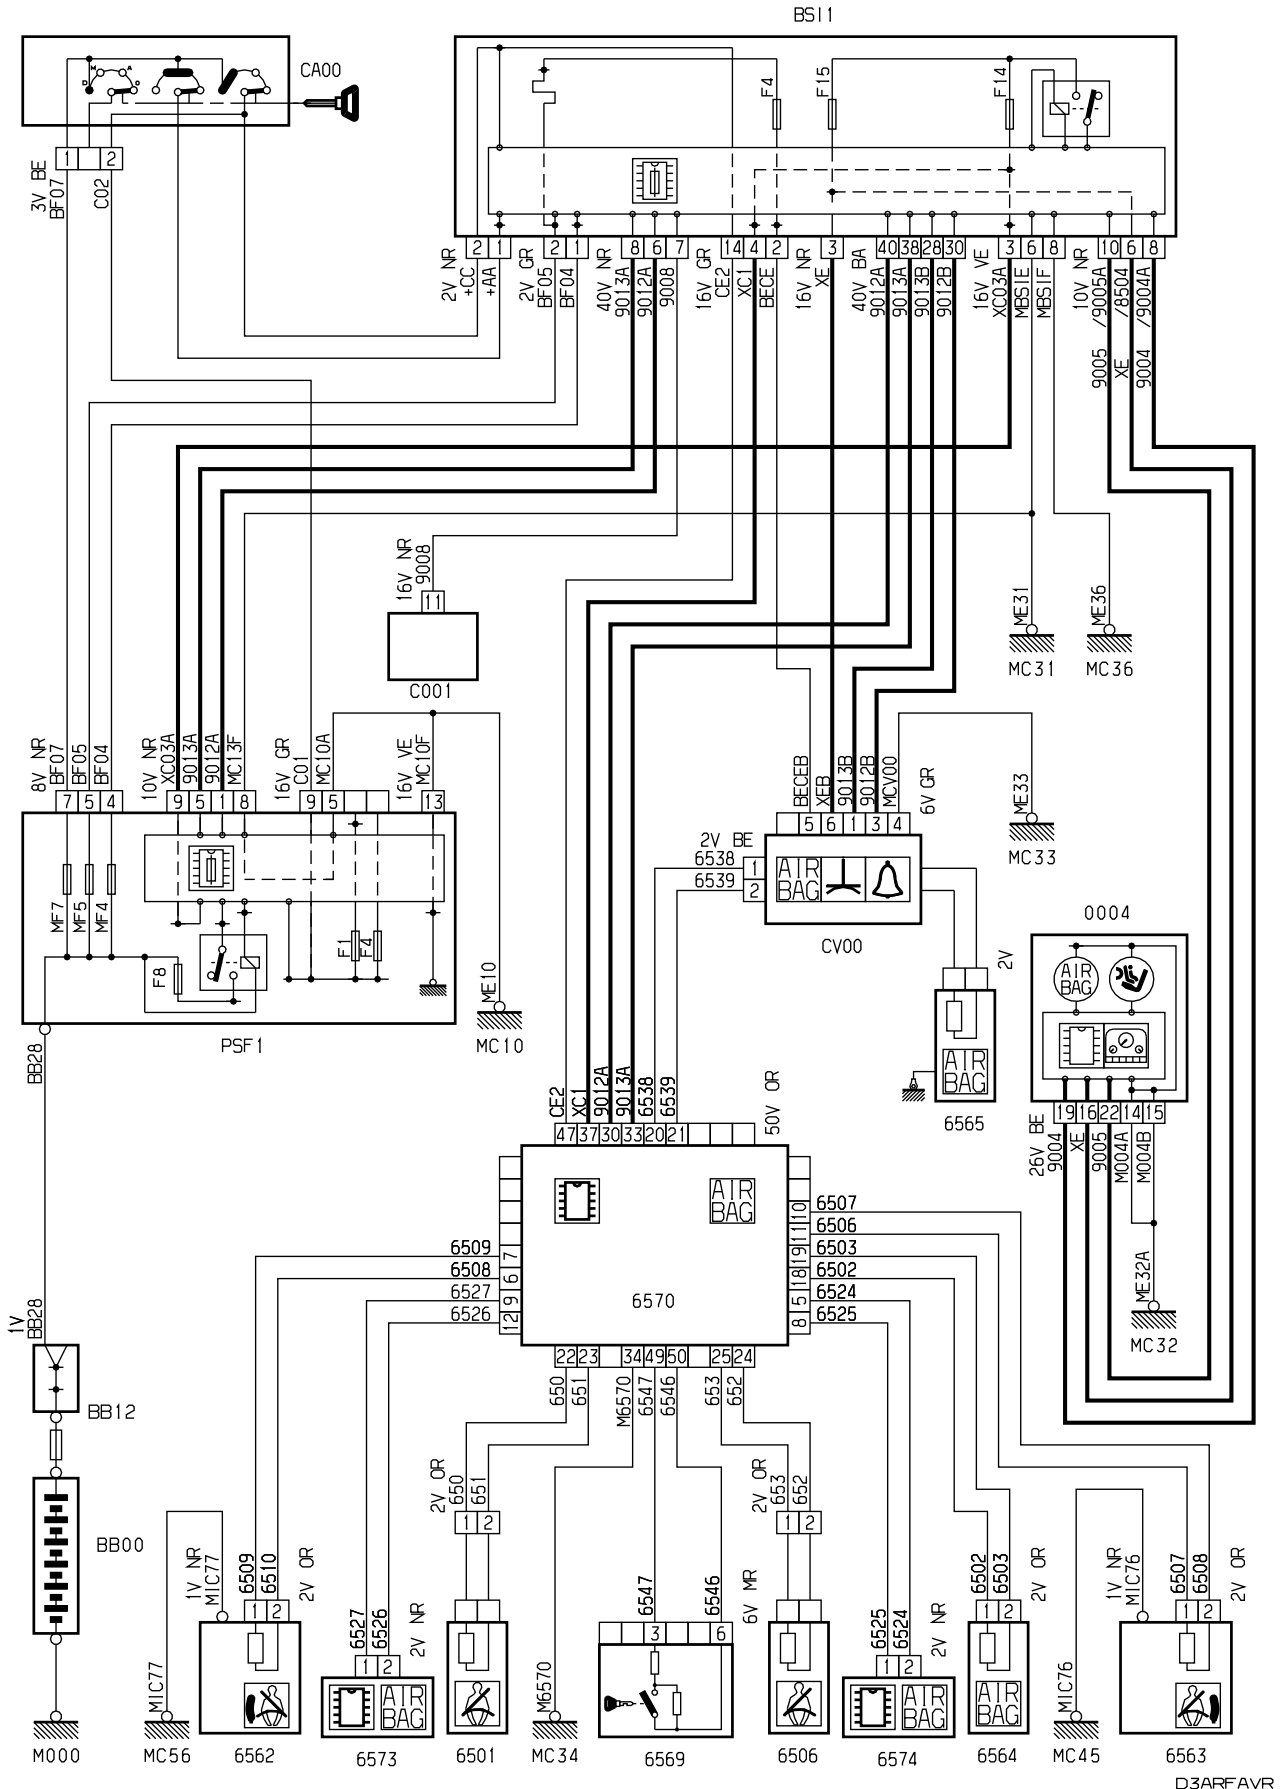 BSI1
CA00
M
A
D
O
F4
F15
F14
1
2
3V BE
BF07
C02
2
1
2
1
8
6
7
14
4
2
3
40
38
28
30
3
6
8
10
6
8
2V NR
+CC
+AA
2V GR
BF05
BF04
40V NR
9013A
9012A
9008
16V GR
CE2
XC1
BECE
16V NR
XE
40V BA
9012A
9013A
9013B
9012B
16V VE
XC03A
MBSIE
MBSIF
10V NR
9005 /9005A
XE /8504
9004 /9004A
16V NR
9008
11
C001
ME31
MC31
ME36
MC36
8V NR
BF07
BF05
BF04
10V NR
XC03A
9013A
9012A
MC13F
16V GR
C01
MC10A
16V VE
MC10F
7
5
4
9
5
1
8
9
5
13
MF7
MF5
MF4
F8
F1
F4
PSF1
BB28
ME10
MC10
BECEB
XEB
9013B
9012B
MCV00
6V GR
5
6
1
3
4
2V BE
6538
6539
1
2
AIR
BAG
CV00
ME33
MC33
2V
AIR
BAG
6565
0004
AIR
BAG
19
16
22
14
15
26V BE
9004
XE
9005
M004A
M004B
ME32A
MC32
CE2
XC1
9012A
9013A
6538
6539
50V OR
47
37
30
33
20
21
AIR
BAG
6570
6509
6508
6527
6526
7
6
9
12
10
11
19
18
5
8
6507
6506
6503
6502
6524
6525
22
23
34
49
50
25
24
650
651
M6570
6547
6546
653
652
1V
BB28
BB12
BB00
M000
MIC77
MC56
1V NR
MIC77
6509
6510
2V OR
1
2
6562
6527
6526
2V NR
1
2
AIR
BAG
6573
2V OR
650
651
1
2
6501
M6570
MC34
6547
6546
6V MR
3
6
6569
2V OR
653
652
1
2
6506
6525
6524
2V NR
1
2
AIR
BAG
6574
6502
6503
2V OR
1
2
AIR
BAG
6564
MIC76
MC45
1V NR
MIC76
6507
6508
2V OR
1
2
6563
D3ARFAVR